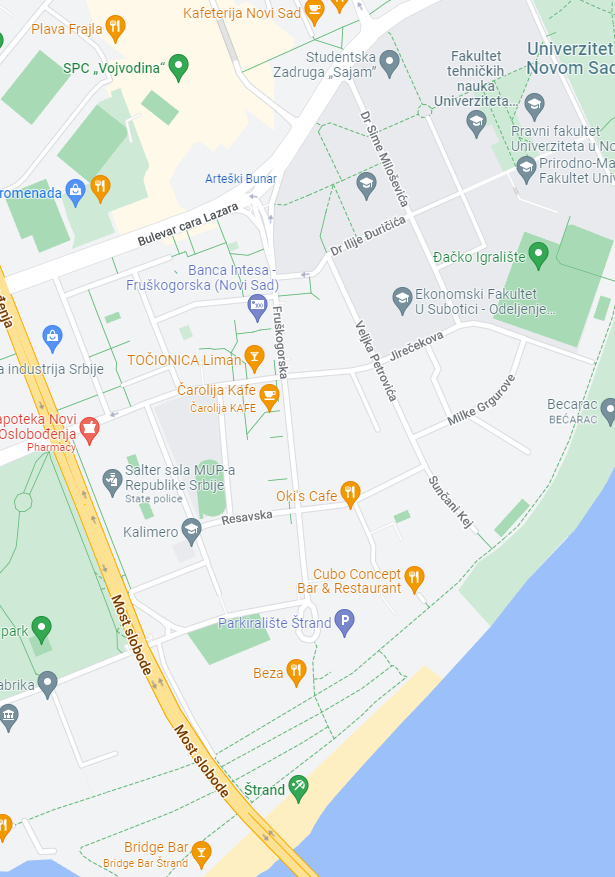 Kafeterija Novi Sad
Plava Frajla
Univerzitet
Novom Sad
Studentska
Zadruga „Sajam”
Fakultet
tehničkih
nauka
Univerziteta...
SPC „Vojvodina“
Pravni fakultet
Univerziteta u No
Prirodno-Ma
Fakultet Univ
Dr Sime Miloševića
Arteški Bunar
romenada
Bulevar cara Lazara
Dr Ilije Đuričića
Đačko Igralište
Banca Intesa -
Fruškogorska (Novi Sad)
Ekonomski Fakultet
U Subotici - Odeljenje...
đenja
Fruškogorska
Veljka Petrovića
Jirečekova
a industrija Srbije
TOČIONICA Liman
Čarolija Kafe
Čarolija KAFE
Milke Grgurove
Becarac
BEĆARAC
apoteka Novi
Oslobođenja
Pharmacy
Salter sala MUP-a
Republike Srbije
State police
Oki's Cafe
Sunčani Kej
Resavska
Kalimero
Cubo Concept
Bar & Restaurant
Most slobode
Parkiralište Štrand
park
Beza
abrika
Most slobode
Štrand
Bridge Bar
Bridge Bar Štrand